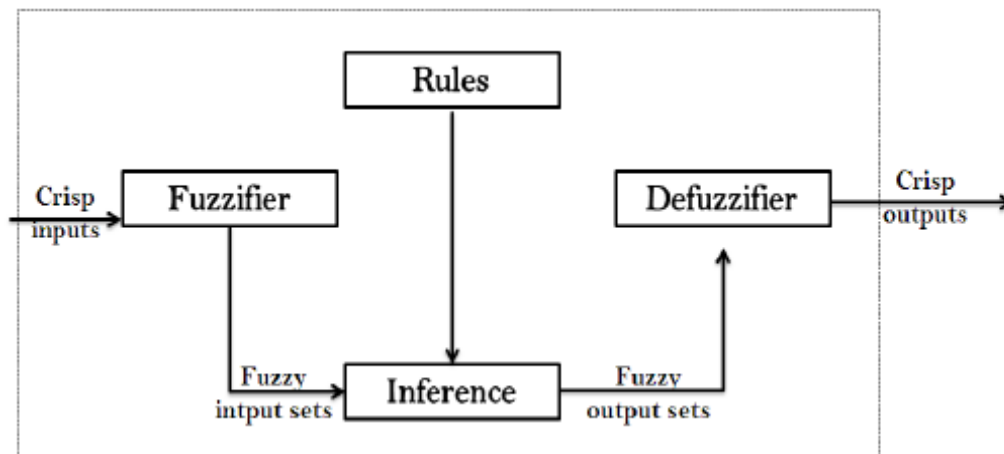 Rules
Crisp
inputs
Fuzzifier
Defuzzifier
Crisp
outputs
Fuzzy
intput sets
Inference
Fuzzy
output sets